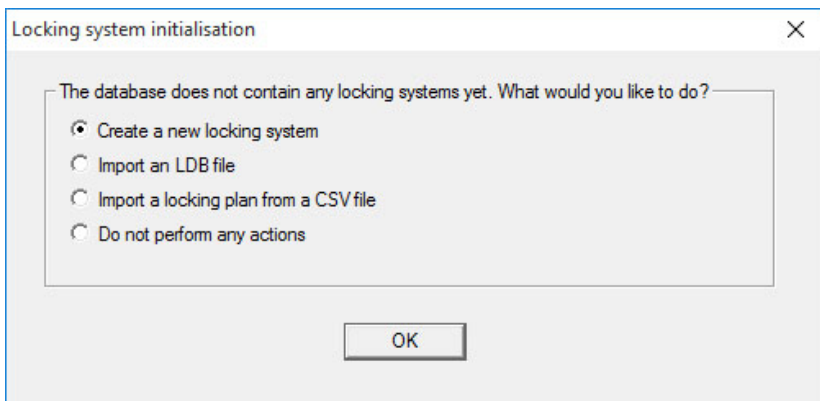 Locking system initialisation
The database does not contain any locking systems yet. What would you like to do?
Create a new locking system
Import an LDB file
Import a locking plan from a CSV file
Do not perform any actions
OK